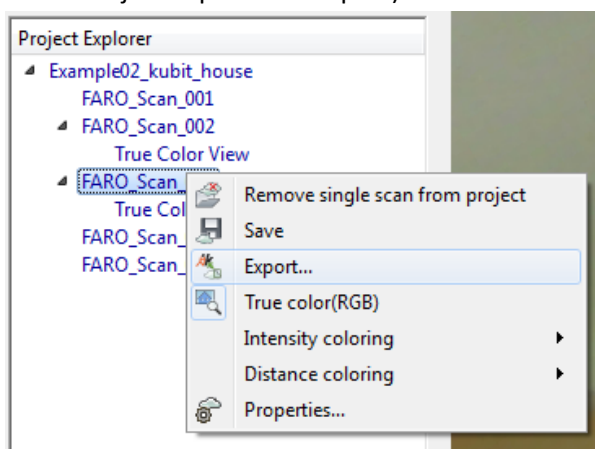 Project Explorer
Example02_kubit_house
FARO_Scan_001
FARO_Scan_002
True Color View
FARO_Scan_
True Col
FARO_Scan_
FARO_Scan_
Remove single scan from project
Save
Export...
True color(RGB)
Intensity coloring
Distance coloring
Properties...